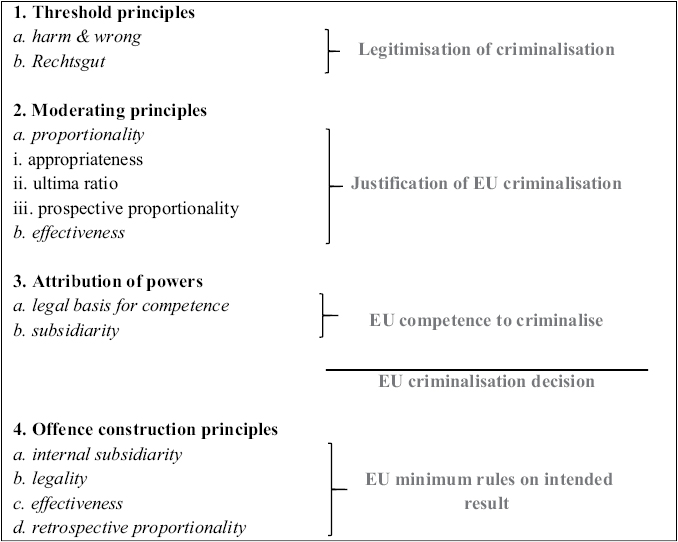 1. Threshold principles
a. harm & wrong
b. Rechtsgut
Legitimisation of criminalisation
2. Moderating principles
a. proportionality
i. appropriateness
ii. ultima ratio
iii. prospective proportionality
b. effectiveness
Justification of EU criminalisation
3. Attribution of powers
a. legal basis for competence
b. subsidiarity
EU competence to criminalise
EU criminalisation decision
4. Offence construction principles
a. internal subsidiarity
b. legality
c. effectiveness
d. retrospective proportionality
EU minimum rules on intended
result